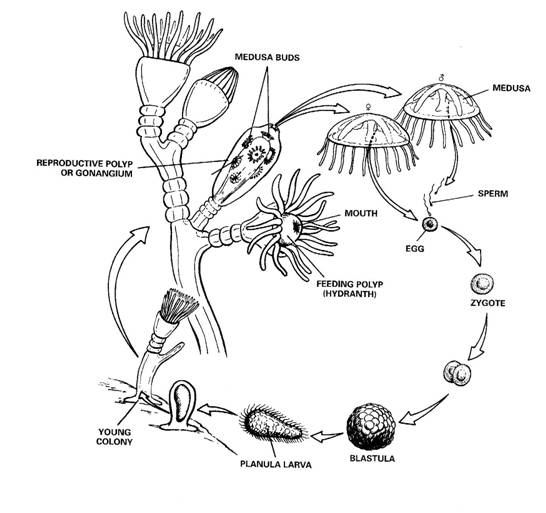 MEDUSA BUDS
♂
MEDUSA
♀
REPRODUCTIVE POLYP
OR GONANGIUM
SPERM
MOUTH
EGG
FEEDING POLYP
(HYDRANTH)
ZYGOTE
YOUNG
COLONY
PLANULA LARVA
BLASTULA